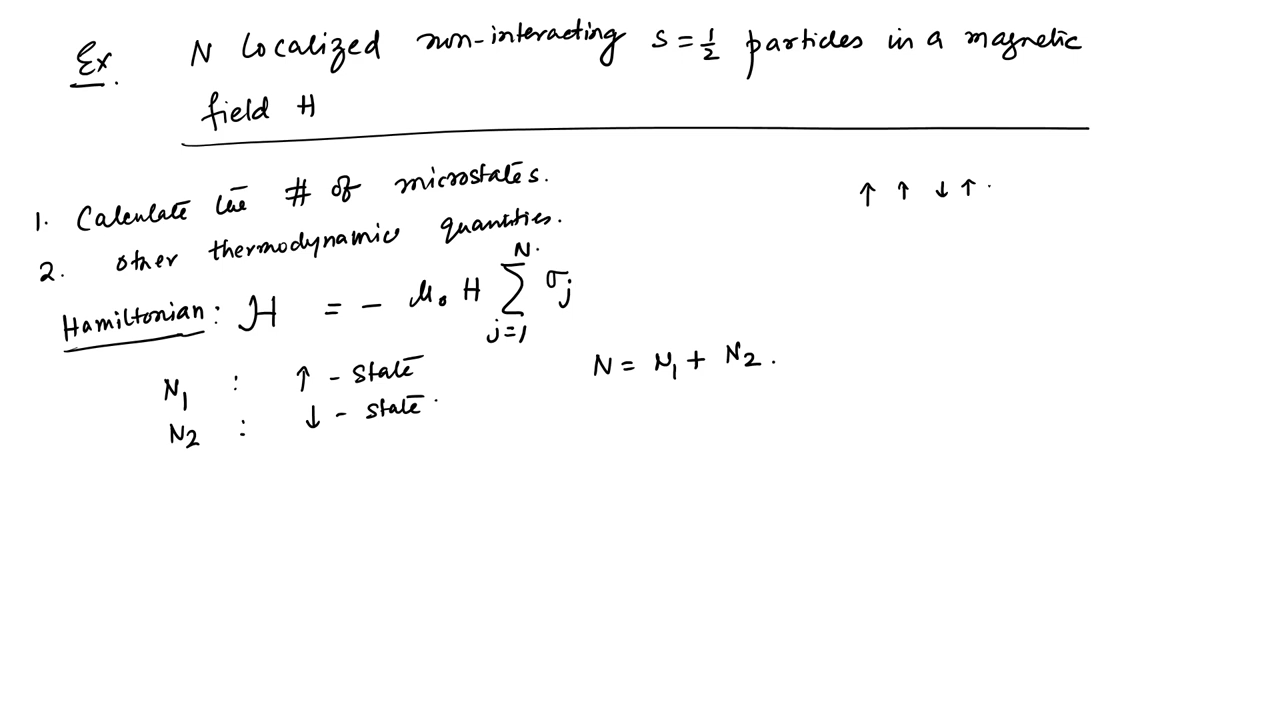 Ex. N Localized non-interacting S = 1/2 particles in a magnetic
field H
1. Calculate the # of microstates.
↑ ↑ ↓ ↑ .
2. other thermodynamic quantities.
Hamiltonian : ℋ = - μ₀ H ∑_{j=1}^{N} σ_j
N₁ : ↑ - state
N = N₁ + N₂ .
N₂ : ↓ - state .